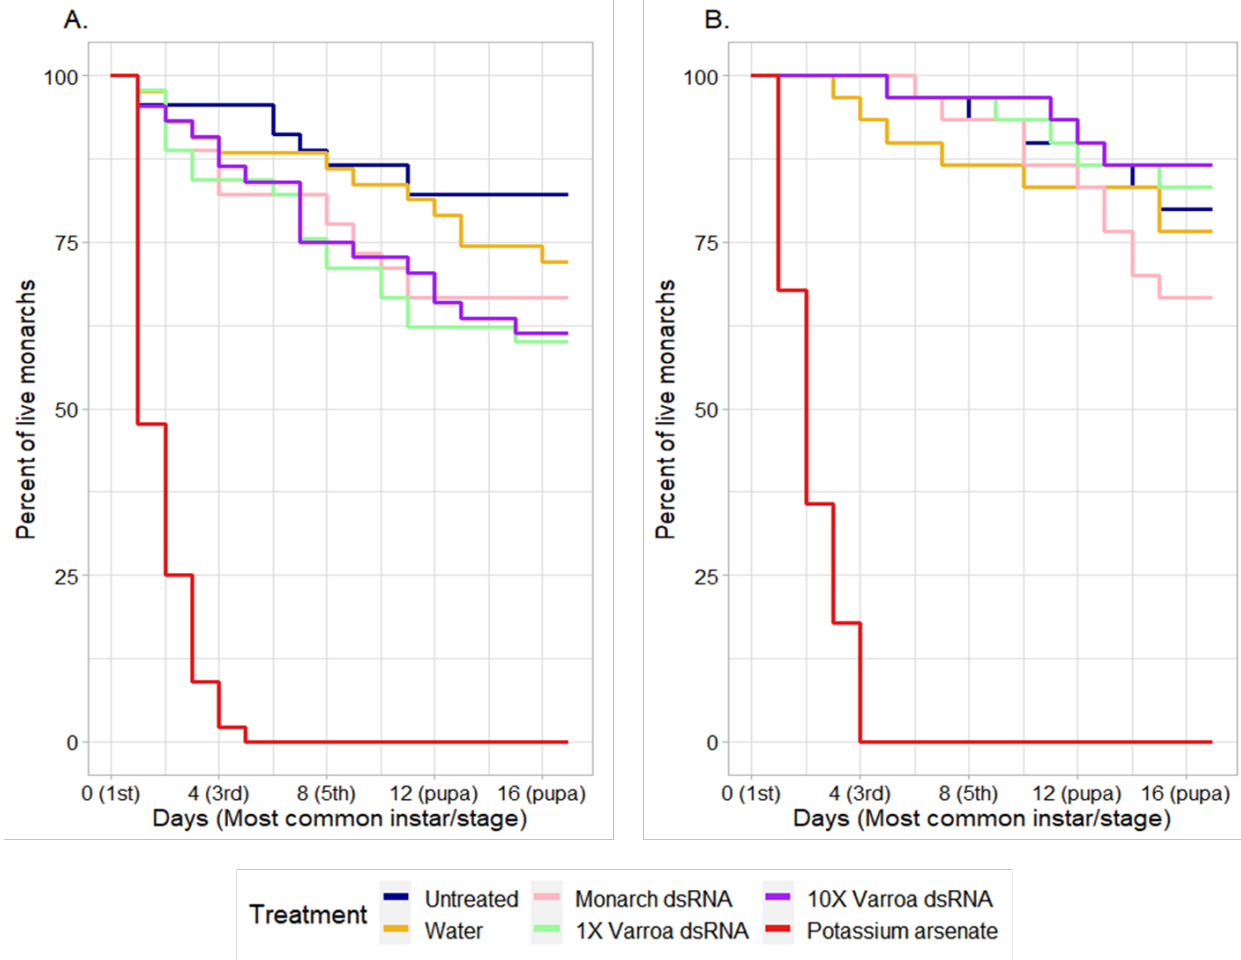 A.
100
75
50
25
0
Percent of live monarchs
0 (1st) 4 (3rd) 8 (5th) 12 (pupa) 16 (pupa)
Days (Most common instar/stage)
B.
100
75
50
25
0
Percent of live monarchs
0 (1st) 4 (3rd) 8 (5th) 12 (pupa) 16 (pupa)
Days (Most common instar/stage)
Treatment
Untreated Monarch dsRNA 10X Varroa dsRNA
Water 1X Varroa dsRNA Potassium arsenate